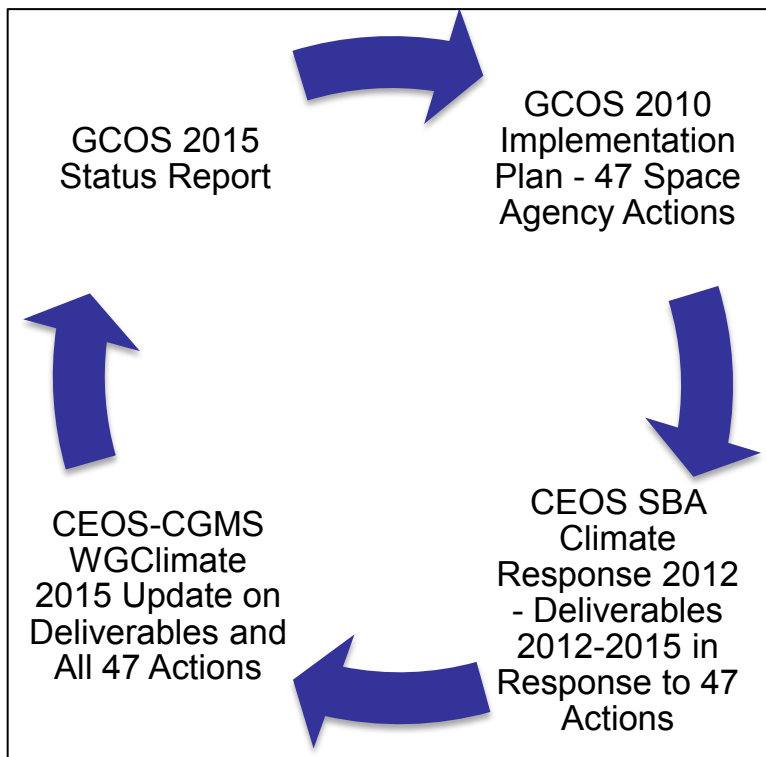 GCOS 2015
Status Report
GCOS 2010
Implementation
Plan - 47 Space
Agency Actions
CEOS SBA
Climate
Response 2012
- Deliverables
2012-2015 in
Response to 47
Actions
CEOS-CGMS
WGClimate
2015 Update on
Deliverables and
All 47 Actions